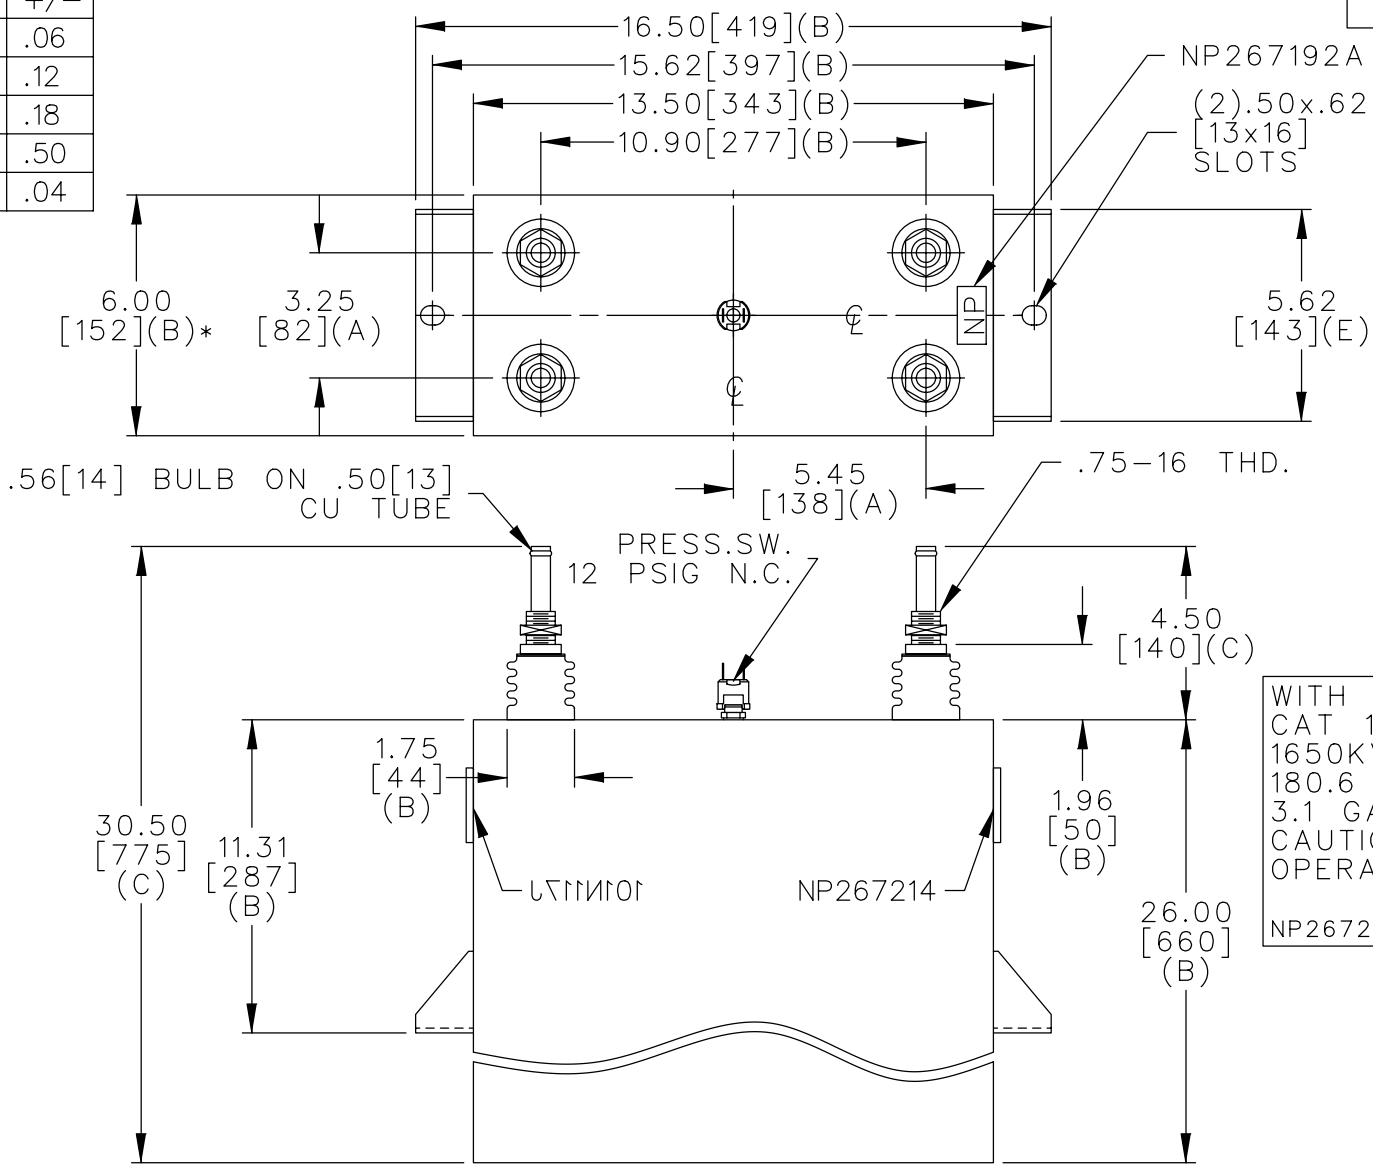 +/-
.06
.12
.18
.50
.04
16.50[419](B)
15.62[397](B)
13.50[343](B)
10.90[277](B)
NP267192A
(2).50x.62
[13x16]
SLOTS
6.00
[152](B)*
3.25
[82](A)
NP
5.62
[143](E)
.56[14] BULB ON .50[13]
CU TUBE
5.45
[138](A)
.75-16 THD.
PRESS.SW.
12 PSIG N.C.
4.50
[140](C)
1.75
[44]
(B)
30.50
[775]
(C)
11.31
[287]
(B)
101N117J
NP267214
1.96
[50]
(B)
26.00
[660]
(B)
WITH
CAT 1
1650K
180.6
3.1 GA
CAUTIO
OPERA
NP2672